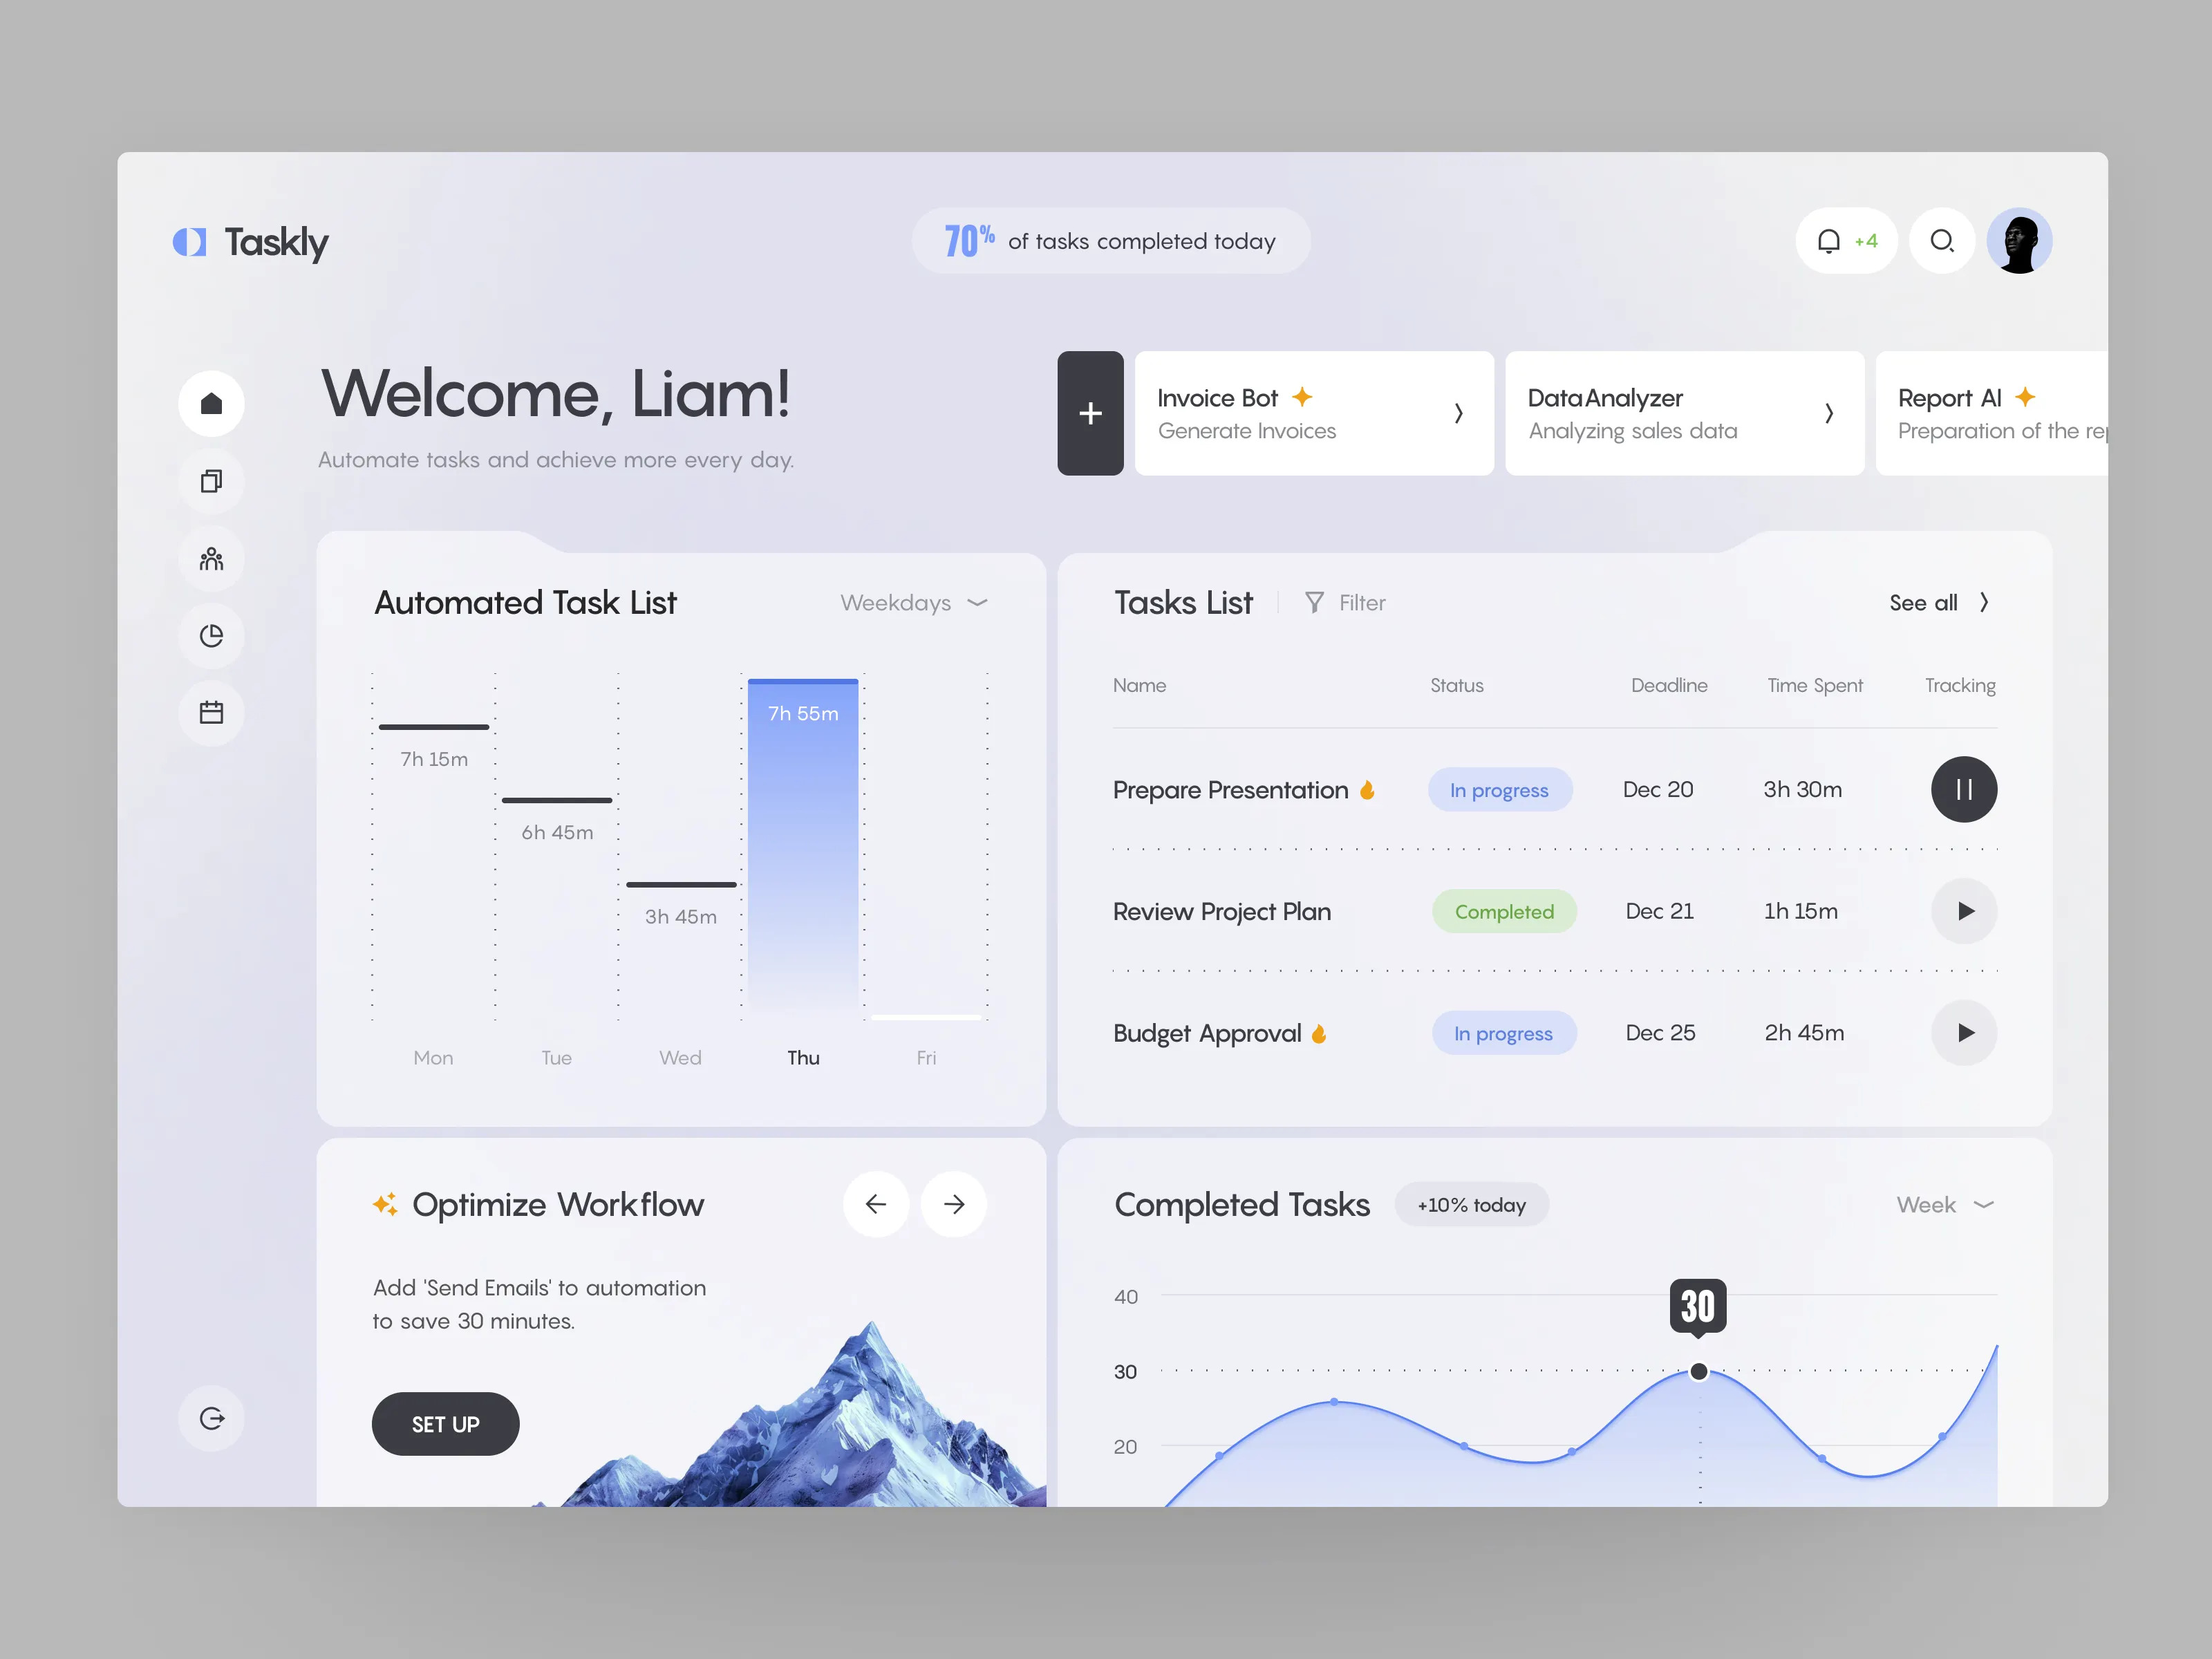 Taskly
70% of tasks completed today
+4
Welcome, Liam!
Automate tasks and achieve more every day.
+
Invoice Bot
Generate Invoices
DataAnalyzer
Analyzing sales data
Report AI
Preparation of the
Automated Task List
Weekdays
7h 15m
6h 45m
3h 45m
7h 55m
Mon
Tue
Wed
Thu
Fri
Tasks List
Filter
See all
Name
Status
Deadline
Time Spent
Tracking
Prepare Presentation
In progress
Dec 20
3h 30m
Review Project Plan
Completed
Dec 21
1h 15m
Budget Approval
In progress
Dec 25
2h 45m
Optimize Workflow
Add 'Send Emails' to automation
to save 30 minutes.
SET UP
Completed Tasks
+10% today
Week
40
30
30
20